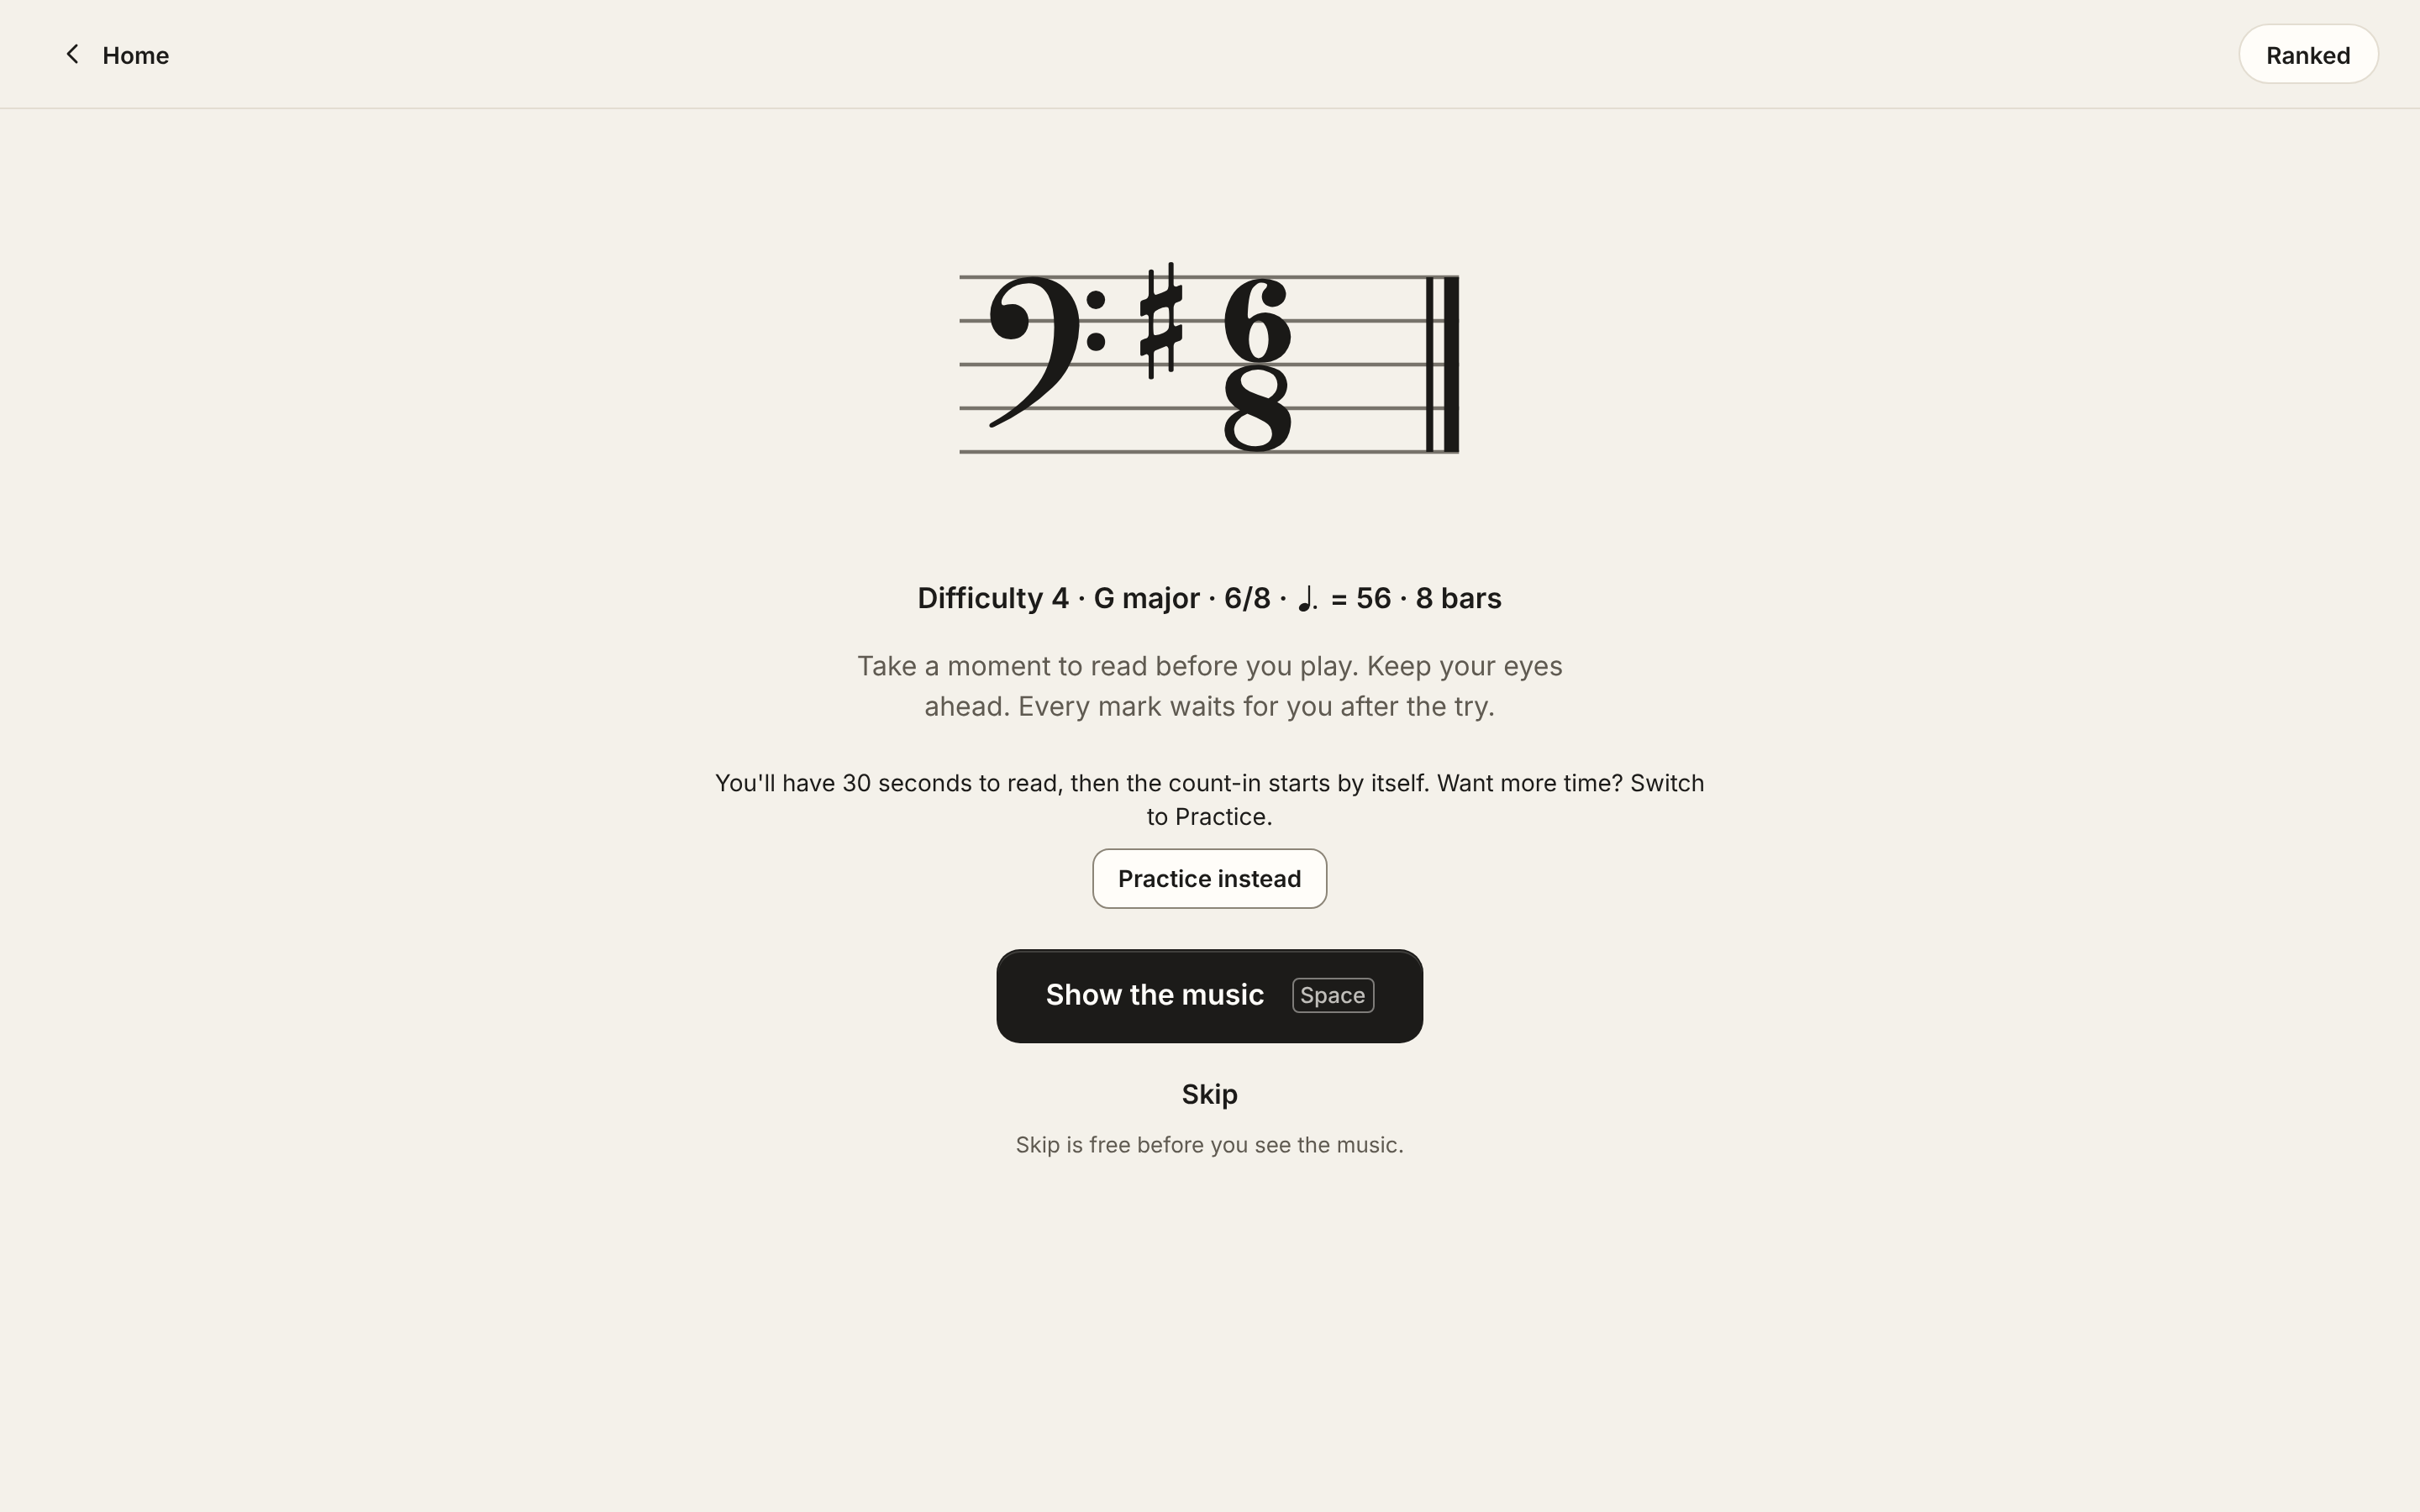 Home
Ranked
6
8
Difficulty 4 · G major · 6/8 · ♩. = 56 · 8 bars
Take a moment to read before you play. Keep your eyes
ahead. Every mark waits for you after the try.
You'll have 30 seconds to read, then the count-in starts by itself. Want more time? Switch
to Practice.
Practice instead
Show the music Space
Skip
Skip is free before you see the music.